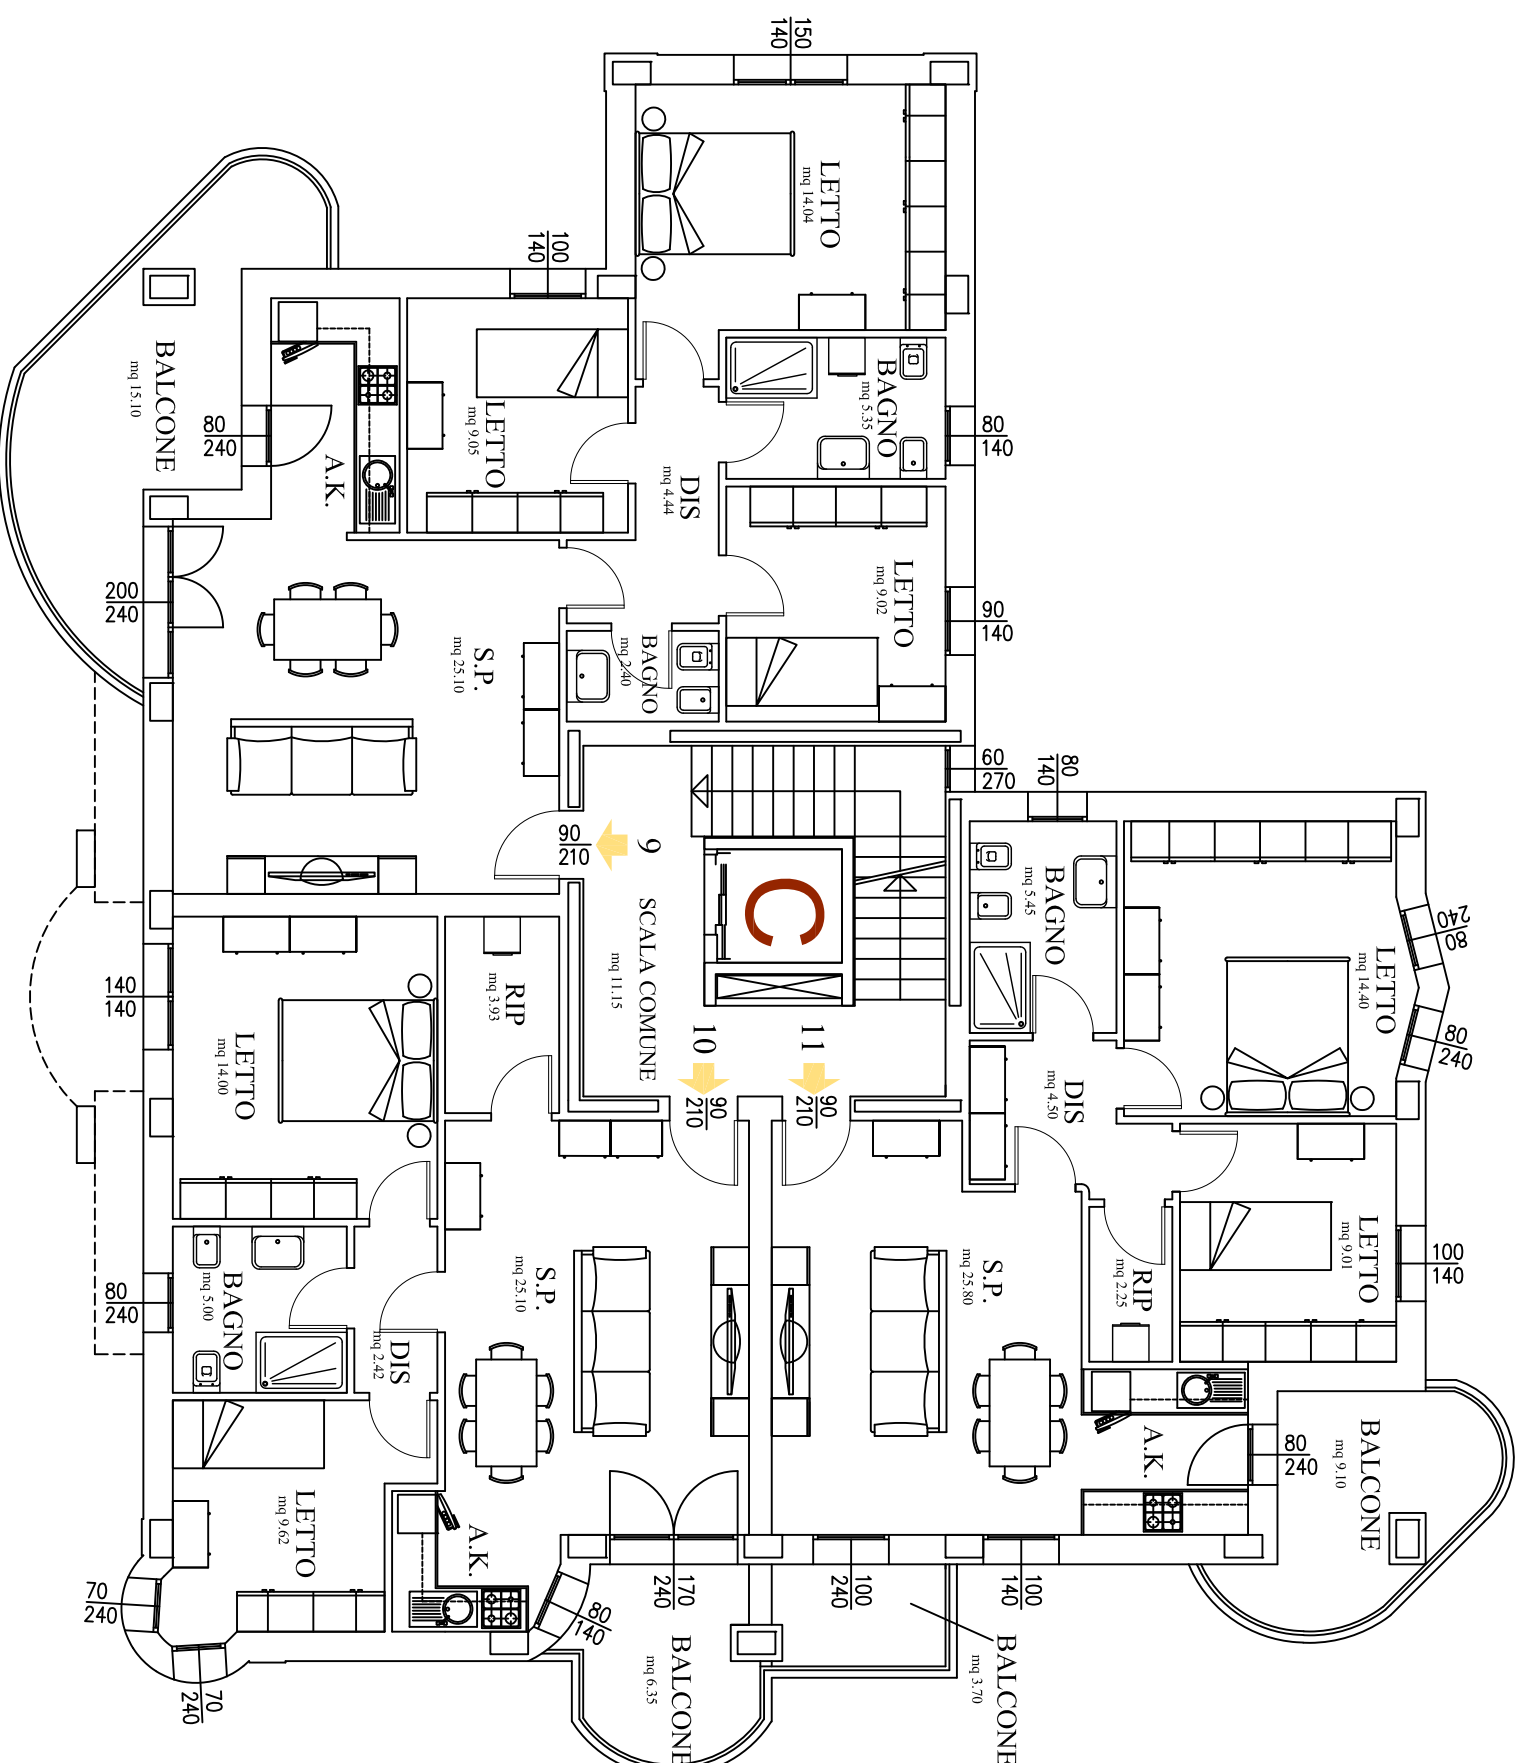 150
140
LETTO
mq 14.04
100
140
BALCONE
mq 15.10
80
240
A.K.
LETTO
mq 9.05
BAGNO
mq 5.35
80
140
DIS
mq 4.44
LETTO
mq 9.02
90
140
200
240
S.P.
mq 25.10
BAGNO
mq 2.40
60
270
80
140
90
210
9
SCALA COMUNE
mq 11.15
C
10
90
210
11
90
210
BAGNO
mq 5.45
LETTO
mq 14.40
80
240
80
240
DIS
mq 4.50
LETTO
mq 9.01
100
140
RIP
mq 2.25
S.P.
mq 25.80
A.K.
80
240
BALCONE
mq 9.10
140
140
LETTO
mq 14.00
RIP
mq 3.93
80
240
BAGNO
mq 5.00
DIS
mq 2.42
S.P.
mq 25.10
LETTO
mq 9.62
A.K.
70
240
70
240
80
140
170
240
BALCONE
mq 6.35
100
240
100
140
BALCONE
mq 3.70